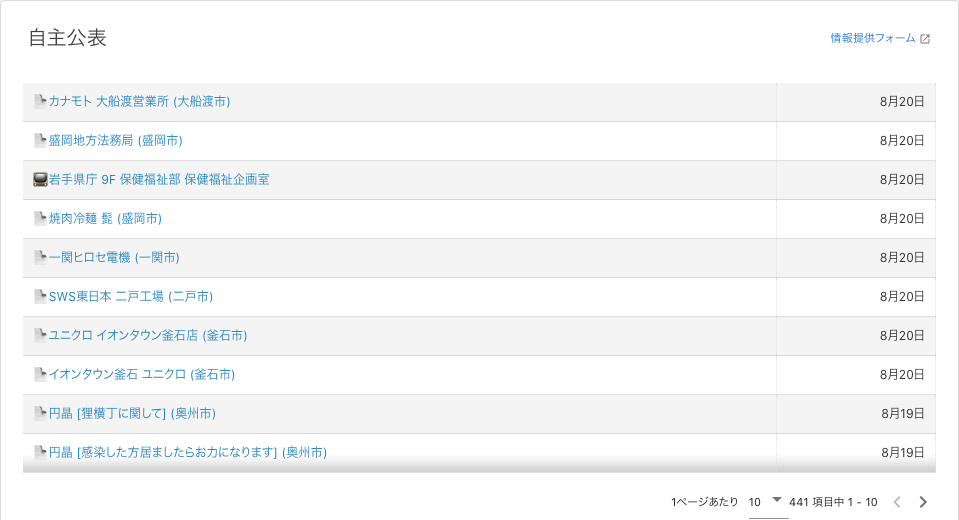 自主公表
情報提供フォーム
カナモト 大船渡営業所 (大船渡市) 8月20日
盛岡地方法務局 (盛岡市) 8月20日
岩手県庁 9F 保健福祉部 保健福祉企画室 8月20日
焼肉冷麺 髭 (盛岡市) 8月20日
一関ヒロセ電機 (一関市) 8月20日
SWS東日本 二戸工場 (二戸市) 8月20日
ユニクロ イオンタウン釜石店 (釜石市) 8月20日
イオンタウン釜石 ユニクロ (釜石市) 8月20日
円晶 [狸横丁に関して] (奥州市) 8月19日
円晶 [感染した方居ましたらお力になります] (奥州市) 8月19日
1ページあたり 10 441 項目中 1 - 10